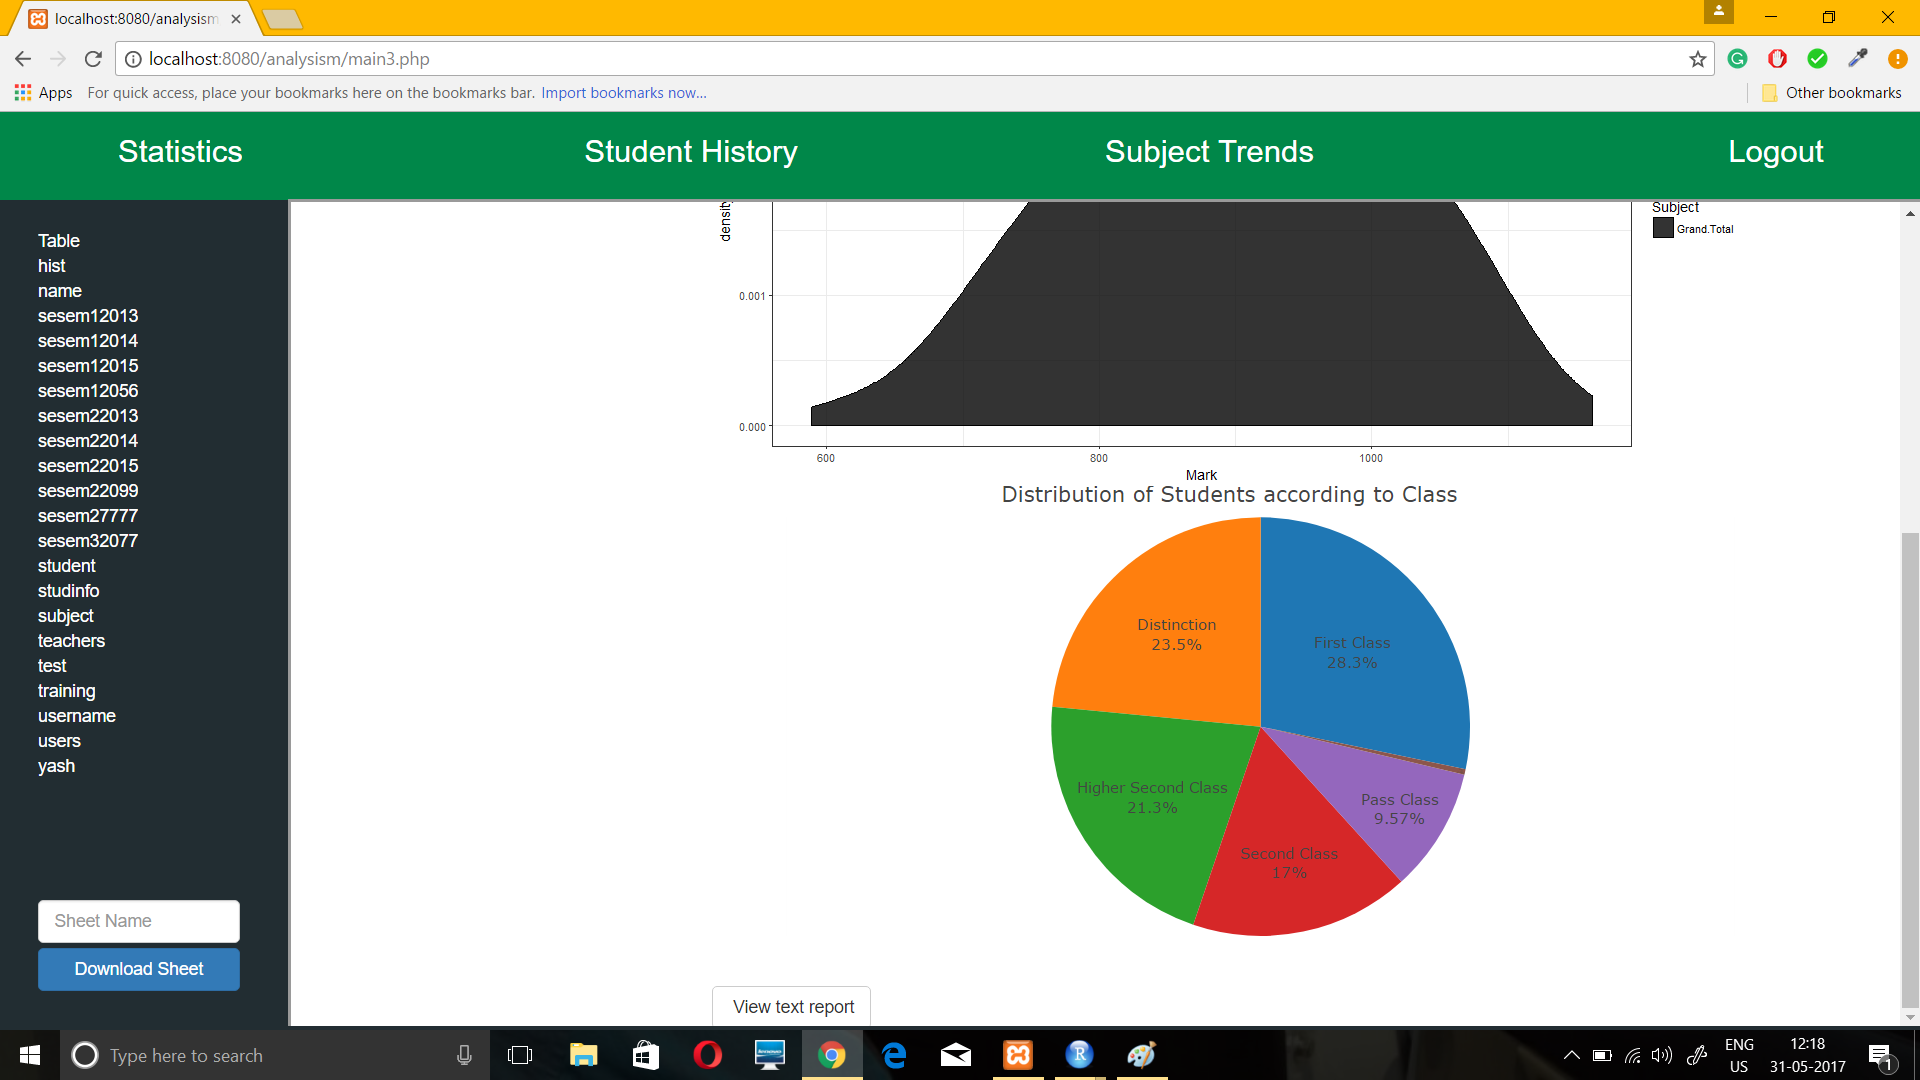 localhost:8080/analysism
localhost:8080/analysism/main3.php
Apps For quick access, place your bookmarks here on the bookmarks bar. Import bookmarks now... Other bookmarks
Statistics Student History Subject Trends Logout
Table
hist
name
sesem12013
sesem12014
sesem12015
sesem12056
sesem22013
sesem22014
sesem22015
sesem22099
sesem27777
sesem32077
student
studinfo
subject
teachers
test
training
username
users
yash
Sheet Name
Download Sheet
density
0.001
0.000
600 800 1000
Mark
Subject
Grand.Total
Distribution of Students according to Class
Distinction
23.5%
First Class
28.3%
Higher Second Class
21.3%
Pass Class
9.57%
Second Class
17%
View text report
Type here to search
ENG
US
12:18
31-05-2017
1